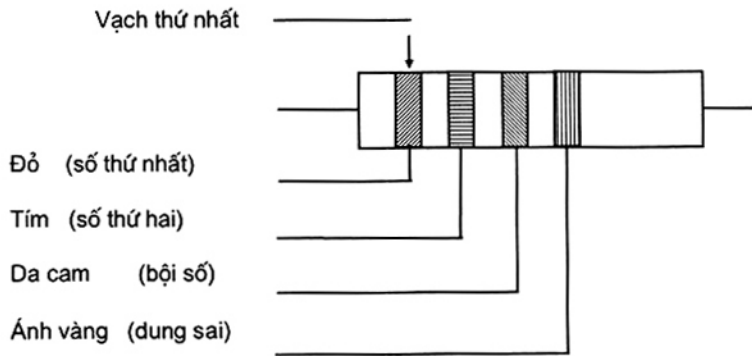 Vạch thứ nhất
Đỏ (số thứ nhất)
Tím (số thứ hai)
Da cam (bội số)
Ánh vàng (dung sai)